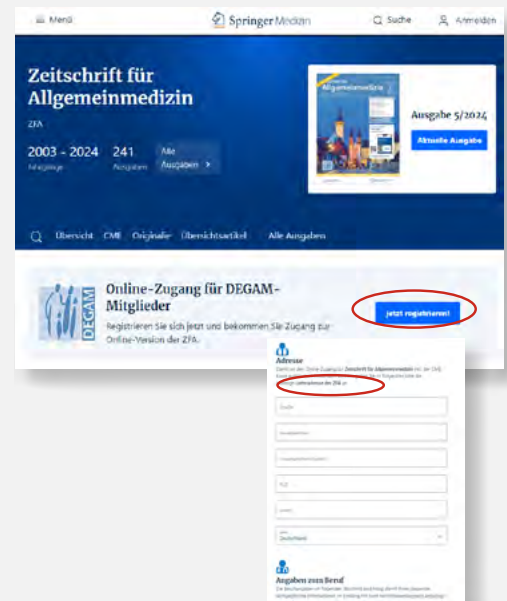 Menü
Springer Medizin
Suche
Anmelden
Zeitschrift für
Allgemeinmedizin
ZFA
2003 - 2024
241
Alle
Jahrgänge
Ausgaben
Ausgaben >
Allgemeinmedizin
Ausgabe 5/2024
Aktuelle Ausgabe
Übersicht CME Originalie Übersichtsartikel Alle Ausgaben
DEGAM
Online-Zugang für DEGAM-
Mitglieder
Registrieren Sie sich jetzt und bekommen Sie Zugang zur
Online-Version der ZFA.
Jetzt registrieren!
Adresse
Zeitschrift für Allgemeinmedizin
Lieferadresse der ZFA
Straße
PLZ
Deutschland
Angaben zum Beruf